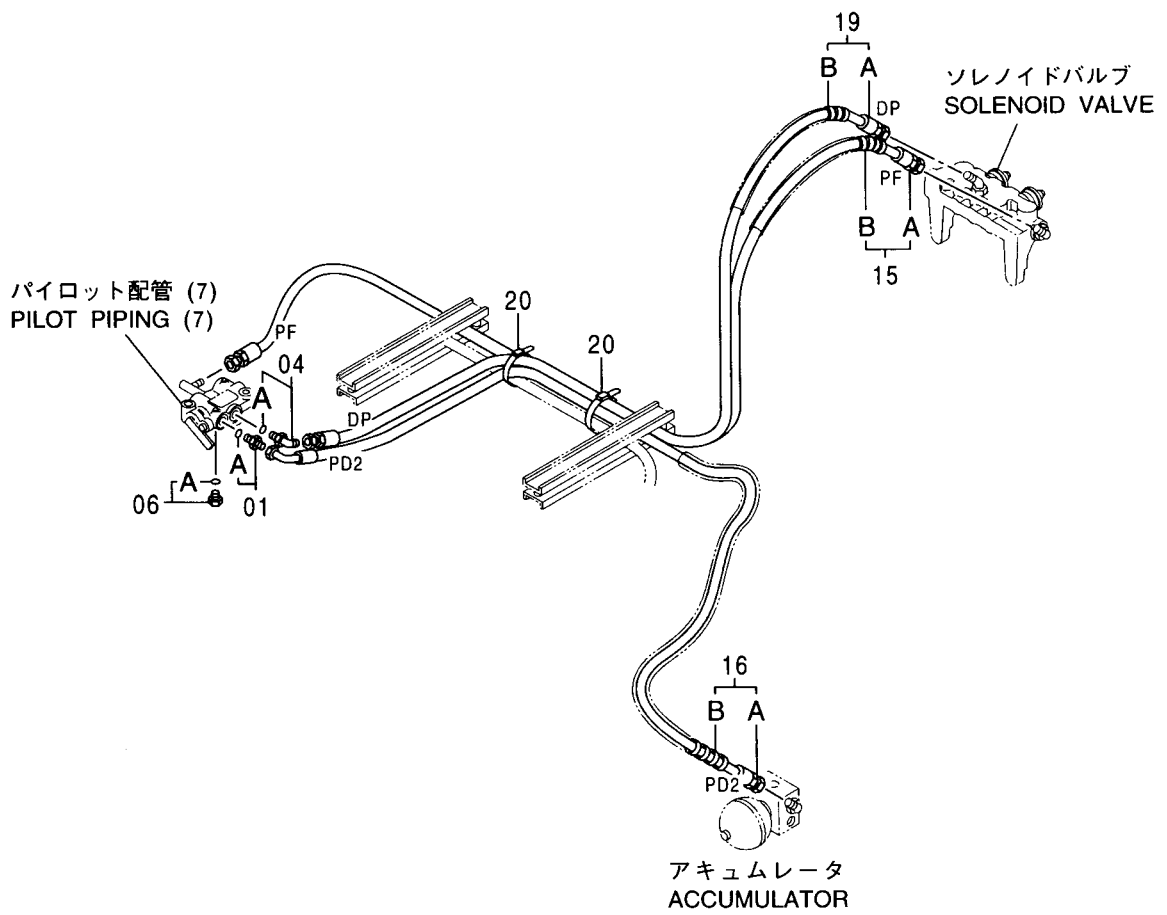 19
B A
DP
ソレノイドバルブ
SOLENOID VALVE
PF
B A
15
パイロット配管 (7)
PILOT PIPING (7)
PF
20
20
04
A
DP
PD2
A
A
06
01
16
B A
PD2
アキュムレータ
ACCUMULATOR